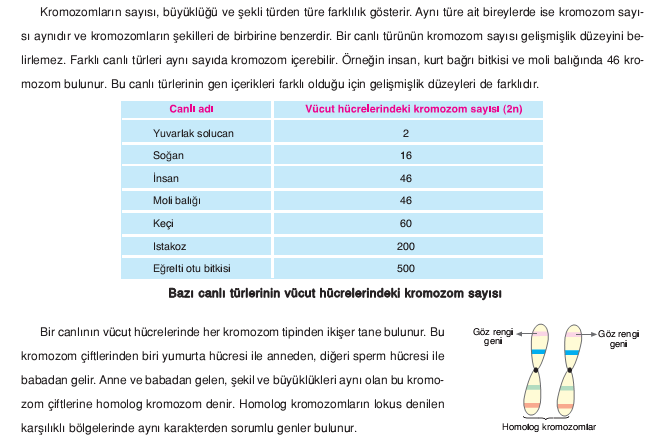 Kromozomların sayısı, büyüklüğü ve şekli türden türe farklılık gösterir. Aynı türe ait bireylerde ise kromozom sayı-
sı aynıdır ve kromozomların şekilleri de birbirine benzerdir. Bir canlı türünün kromozom sayısı gelişmişlik düzeyini be-
lirlemez. Farklı canlı türleri aynı sayıda kromozom içerebilir. Örneğin insan, kurt bağrı bitkisi ve moli balığında 46 kro-
mozom bulunur. Bu canlı türlerinin gen içerikleri farklı olduğu için gelişmişlik düzeyleri de farklıdır.
Canlı adı Vücut hücrelerindeki kromozom sayısı (2n)
Yuvarlak solucan 2
Soğan 16
İnsan 46
Moli balığı 46
Keçi 60
Istakoz 200
Eğrelti otu bitkisi 500
Bazı canlı türlerinin vücut hücrelerindeki kromozom sayısı
Bir canlının vücut hücrelerinde her kromozom tipinden ikişer tane bulunur. Bu
kromozom çiftlerinden biri yumurta hücresi ile anneden, diğeri sperm hücresi ile
babadan gelir. Anne ve babadan gelen, şekil ve büyüklükleri aynı olan bu kromo-
zom çiftlerine homolog kromozom denir. Homolog kromozomların lokus denilen
karşılıklı bölgelerinde aynı karakterden sorumlu genler bulunur.
Göz rengi
geni
Göz rengi
geni
Homolog kromozomlar